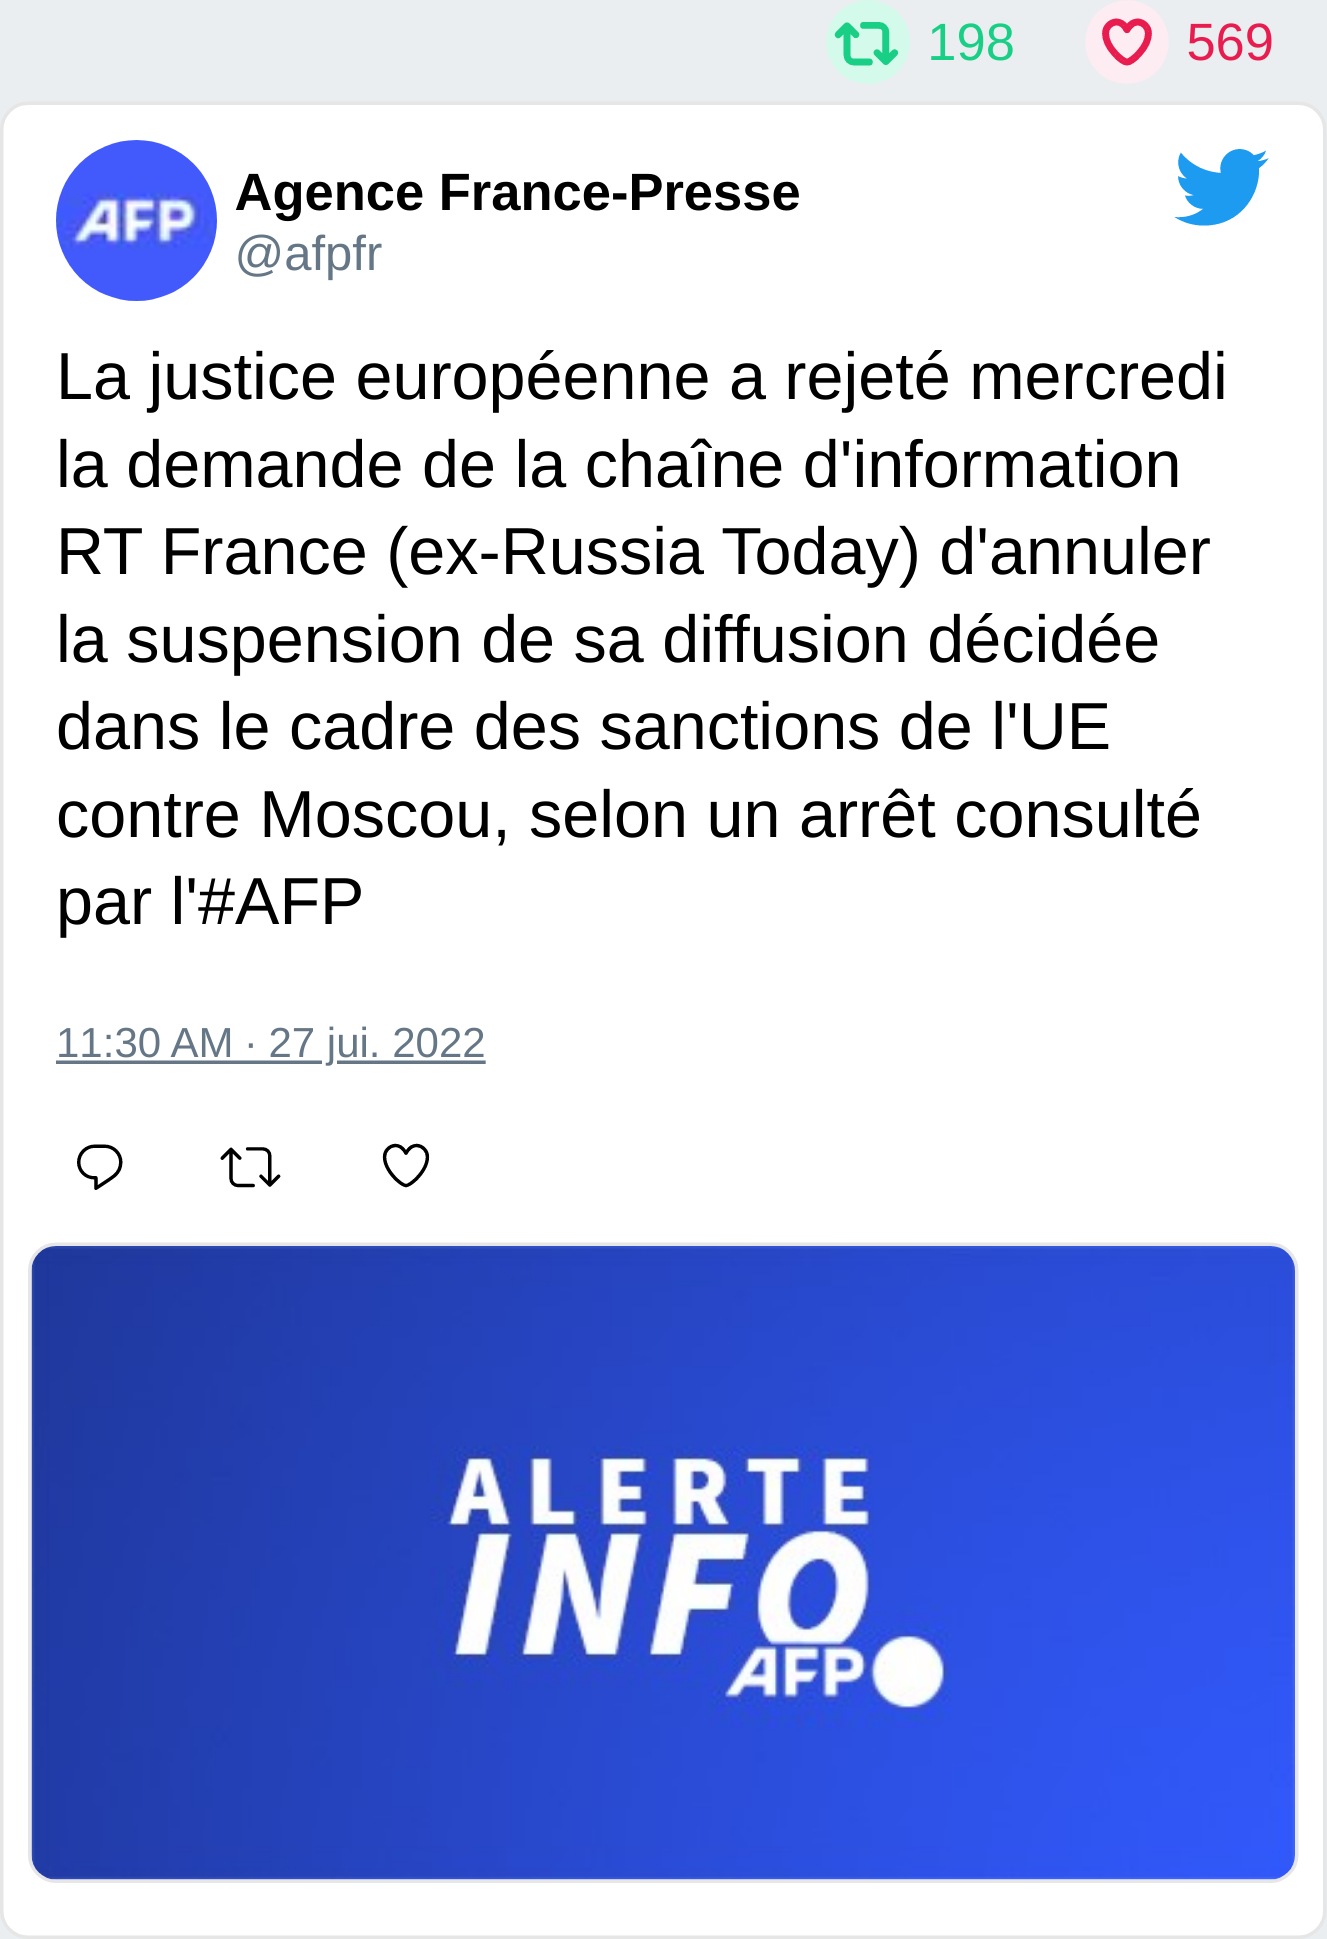 198 569
AFP
Agence France-Presse
@afpfr
La justice européenne a rejeté mercredi
la demande de la chaîne d'information
RT France (ex-Russia Today) d'annuler
la suspension de sa diffusion décidée
dans le cadre des sanctions de l'UE
contre Moscou, selon un arrêt consulté
par l'#AFP
11:30 AM · 27 jui. 2022
ALERTE
INFO
AFP